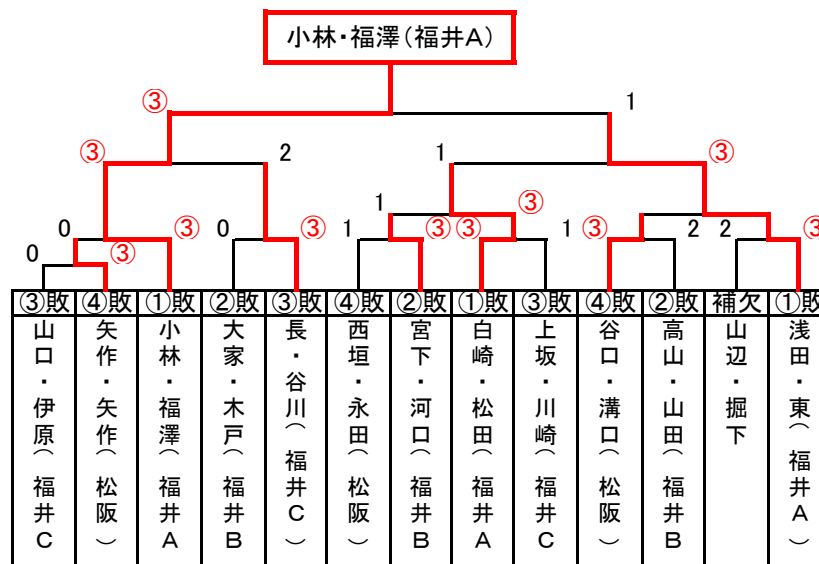 小林・福澤(福井A)
③ 1
③ 2 1 ③
1 ③
0 ③ 0 ③ 1 ③ ③ 1 ③ 2 2 ③
0 ③
③敗 ④敗 ①敗 ②敗 ③敗 ④敗 ②敗 ①敗 ③敗 ④敗 ②敗 補欠 ①敗
山口・伊原(福井C
矢作・矢作(松阪)
小林・福澤(福井A
大家・木戸(福井B
長・谷川(福井C)
西垣・永田(松阪)
宮下・河口(福井B
白崎・松田(福井A
上坂・川崎(福井C
谷口・溝口(松阪)
高山・山田(福井B
山辺・掘下
浅田・東(福井A)